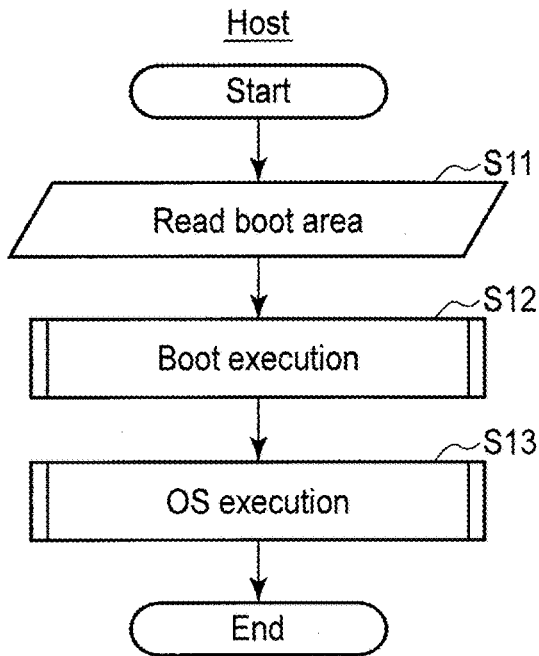 Host
Start
S11
Read boot area
S12
Boot execution
S13
OS execution
End